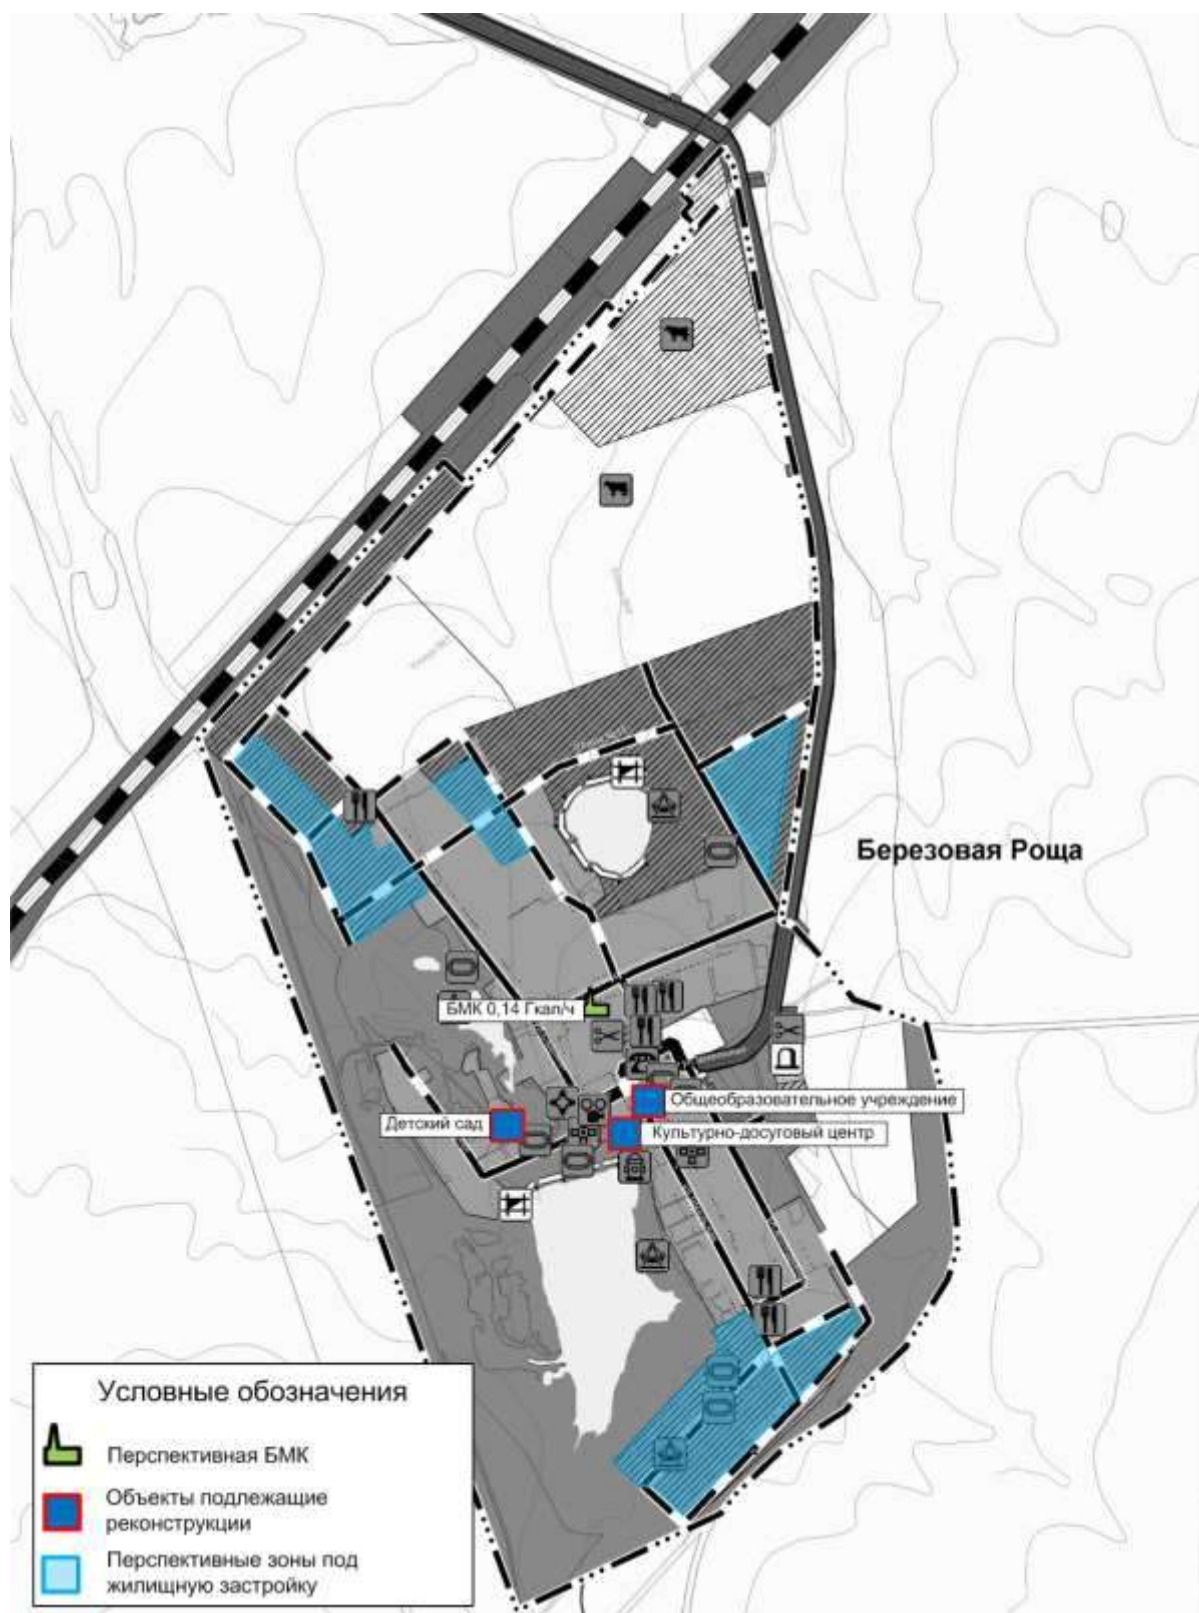 Березовая Роща
БМК 0,14 Гкал/ч
Общеобразовательное учреждение
Детский сад
Культурно-досуговый центр
Условные обозначения
Перспективная БМК
Объекты подлежащие
реконструкции
Перспективные зоны под
жилищную застройку